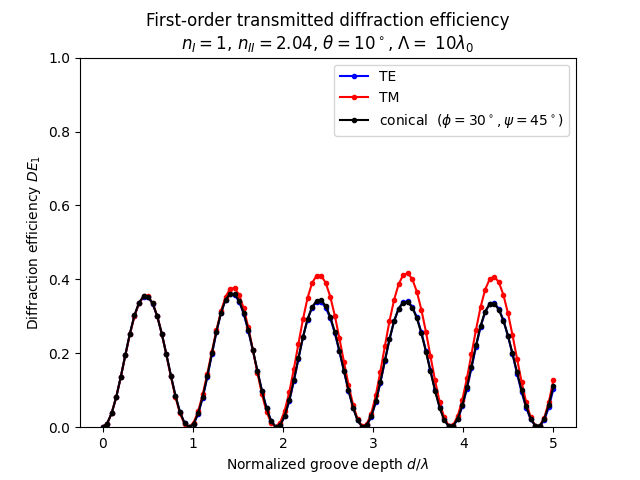 First-order transmitted diffraction efficiency
n_I = 1, n_II = 2.04, θ = 10°, Λ = 10λ_0
1.0
0.8
0.6
0.4
0.2
0.0
Diffraction efficiency DE_1
TE
TM
conical (ϕ = 30°, ψ = 45°)
0 1 2 3 4 5
Normalized groove depth d/λ